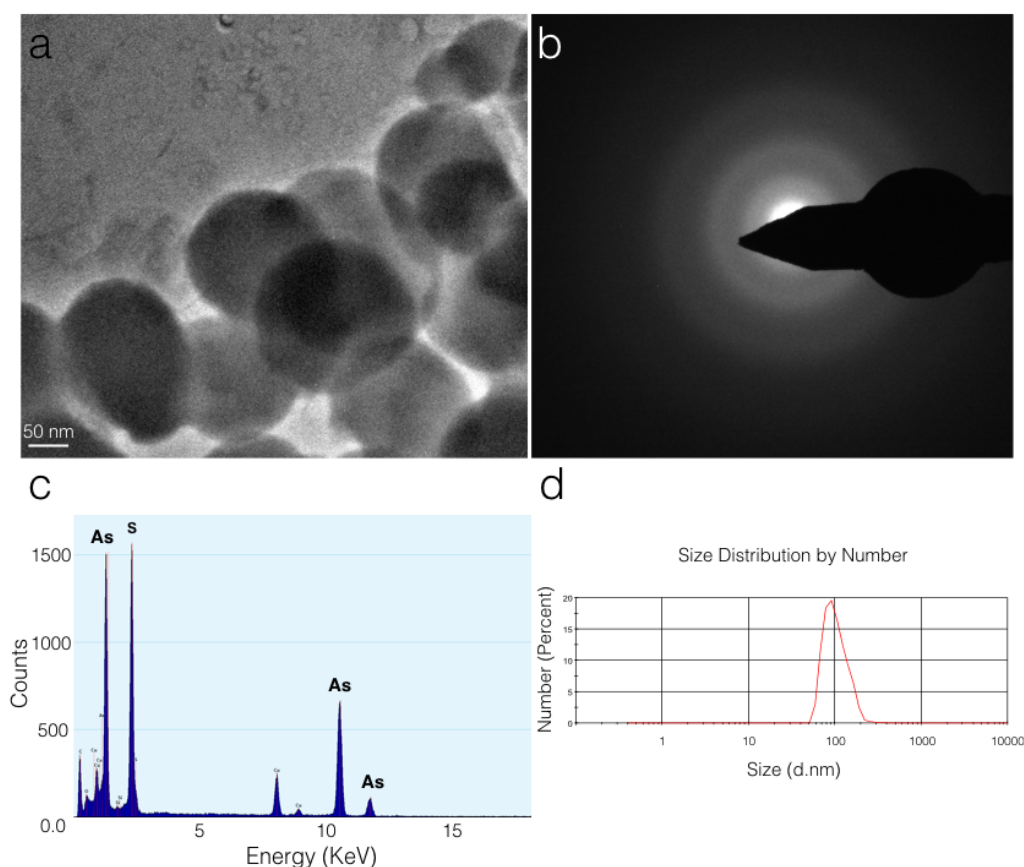 a
50 nm
b
c
Counts
1500
1000
500
0.0
As
S
As
As
5
10
15
Energy (KeV)
d
Size Distribution by Number
Number (Percent)
20
15
10
5
0
1
10
100
1000
10000
Size (d.nm)